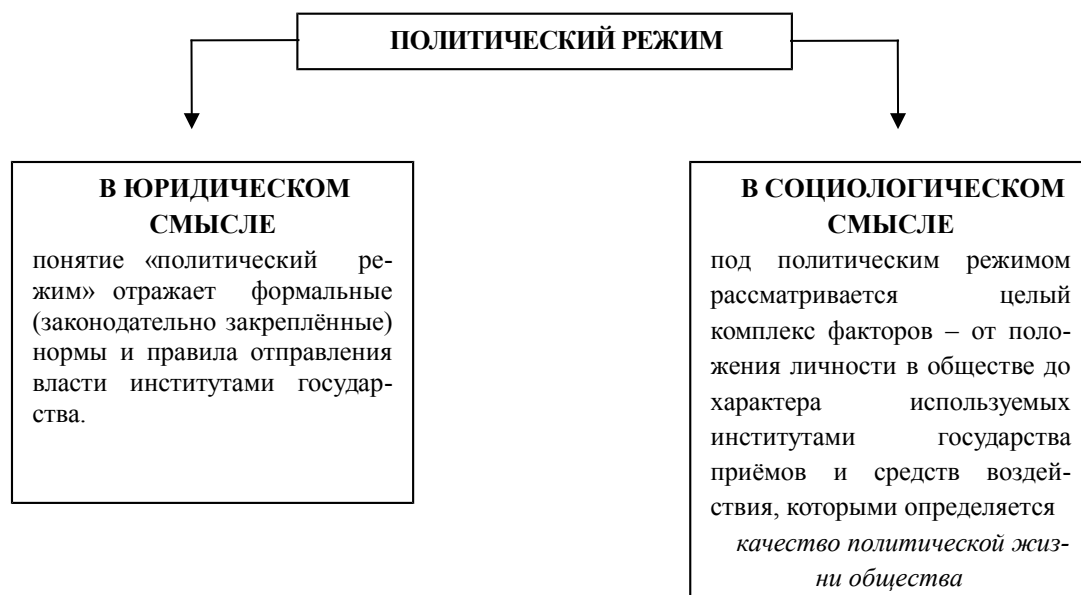 ПОЛИТИЧЕСКИЙ РЕЖИМ
В ЮРИДИЧЕСКОМ
СМЫСЛЕ
понятие «политический ре-
жим» отражает формальные
(законодательно закреплённые)
нормы и правила отправления
власти институтами государ-
ства.
В СОЦИОЛОГИЧЕСКОМ
СМЫСЛЕ
под политическим режимом
рассматривается целый
комплекс факторов – от поло-
жения личности в обществе до
характера используемых
институтами государства
приёмов и средств воздей-
ствия, которыми определяется
качество политической жиз-
ни общества